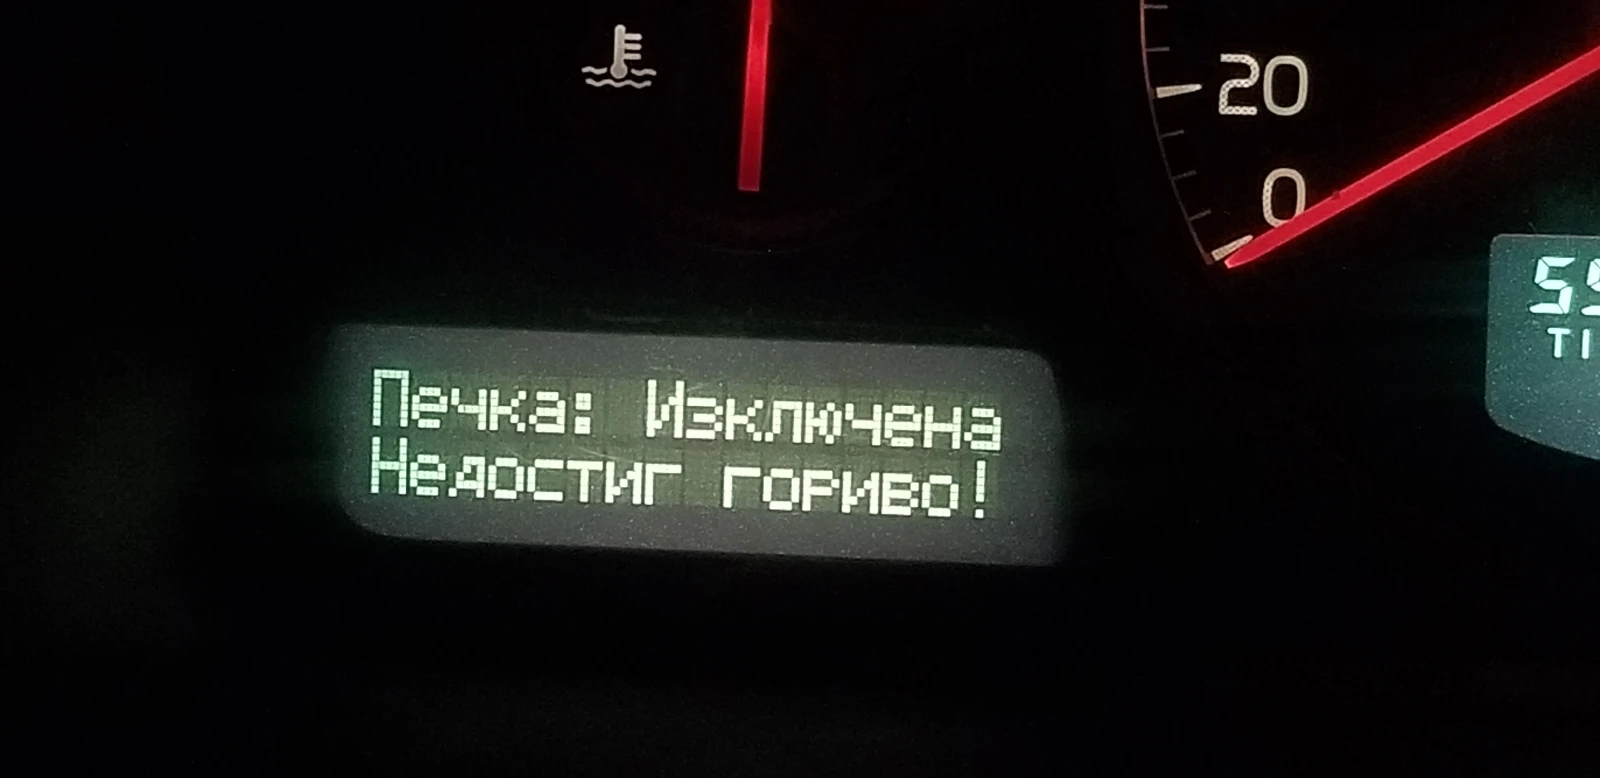 20
0
Печка: Изключена
Недостиг гориво!